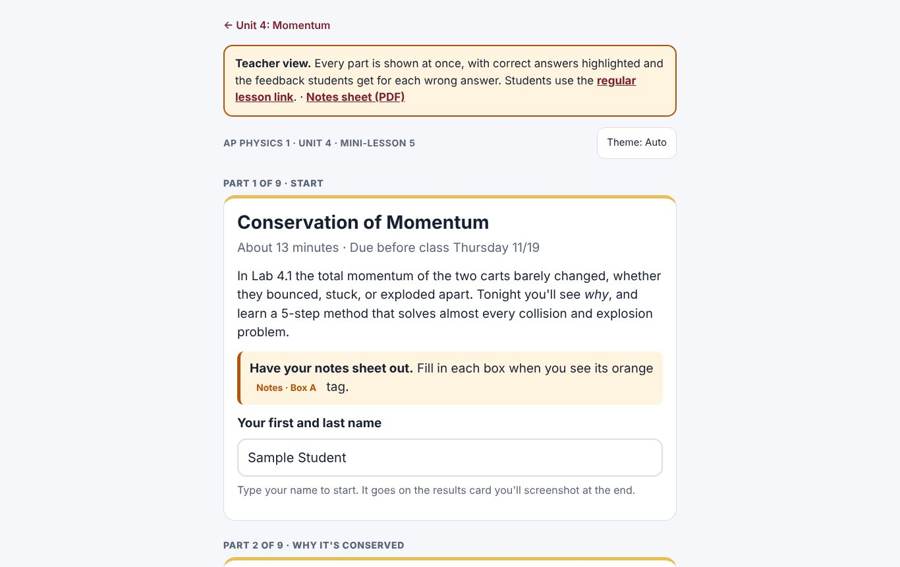 ← Unit 4: Momentum
Teacher view. Every part is shown at once, with correct answers highlighted and
the feedback students get for each wrong answer. Students use the regular
lesson link. · Notes sheet (PDF)
AP PHYSICS 1 · UNIT 4 · MINI-LESSON 5
Theme: Auto
PART 1 OF 9 · START
Conservation of Momentum
About 13 minutes · Due before class Thursday 11/19
In Lab 4.1 the total momentum of the two carts barely changed, whether
they bounced, stuck, or exploded apart. Tonight you'll see why, and
learn a 5-step method that solves almost every collision and explosion
problem.
Have your notes sheet out. Fill in each box when you see its orange
Notes · Box A tag.
Your first and last name
Sample Student
Type your name to start. It goes on the results card you'll screenshot at the end.
PART 2 OF 9 · WHY IT'S CONSERVED